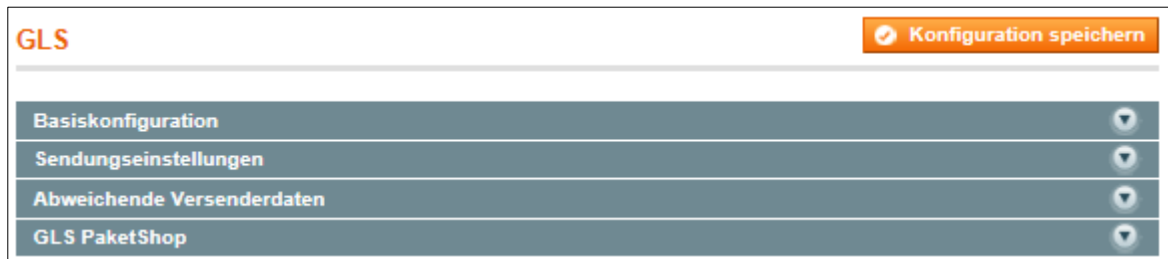 GLS
Konfiguration speichern
Basiskonfiguration
Sendungseinstellungen
Abweichende Versenderdaten
GLS PaketShop